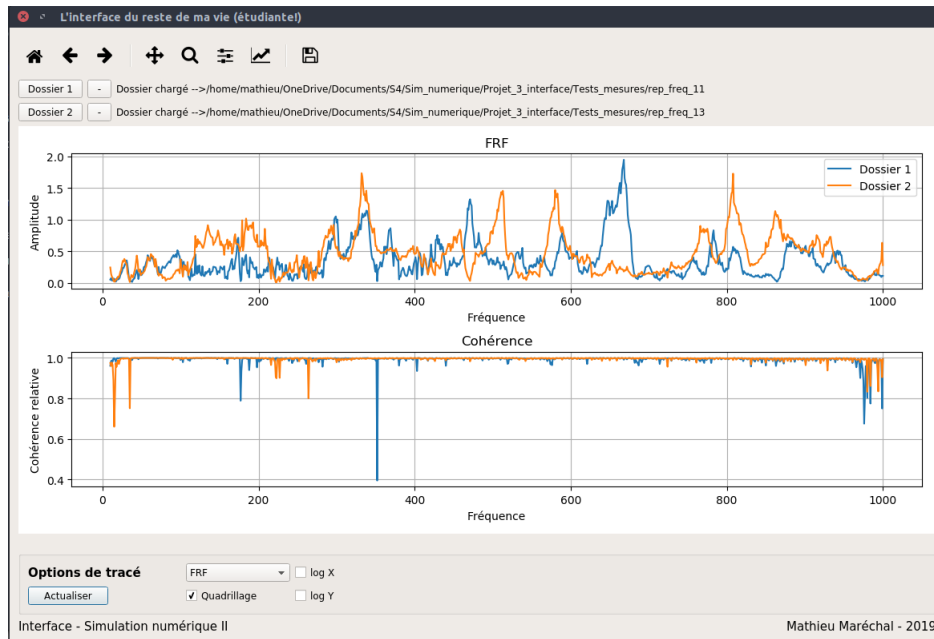 L'interface du reste de ma vie (étudiante!)
Dossier 1 - Dossier chargé -->/home/mathieu/OneDrive/Documents/S4/Sim_numerique/Projet_3_interface/Tests_mesures/rep_freq_11
Dossier 2 - Dossier chargé -->/home/mathieu/OneDrive/Documents/S4/Sim_numerique/Projet_3_interface/Tests_mesures/rep_freq_13
FRF
2.0
1.5
1.0
0.5
0.0
Amplitude
Dossier 1
Dossier 2
0 200 400 600 800 1000
Fréquence
Cohérence
1.0
0.8
0.6
0.4
Cohérence relative
0 200 400 600 800 1000
Fréquence
Options de tracé FRF log X
Actualiser Quadrillage log Y
Interface - Simulation numérique II Mathieu Maréchal - 2019